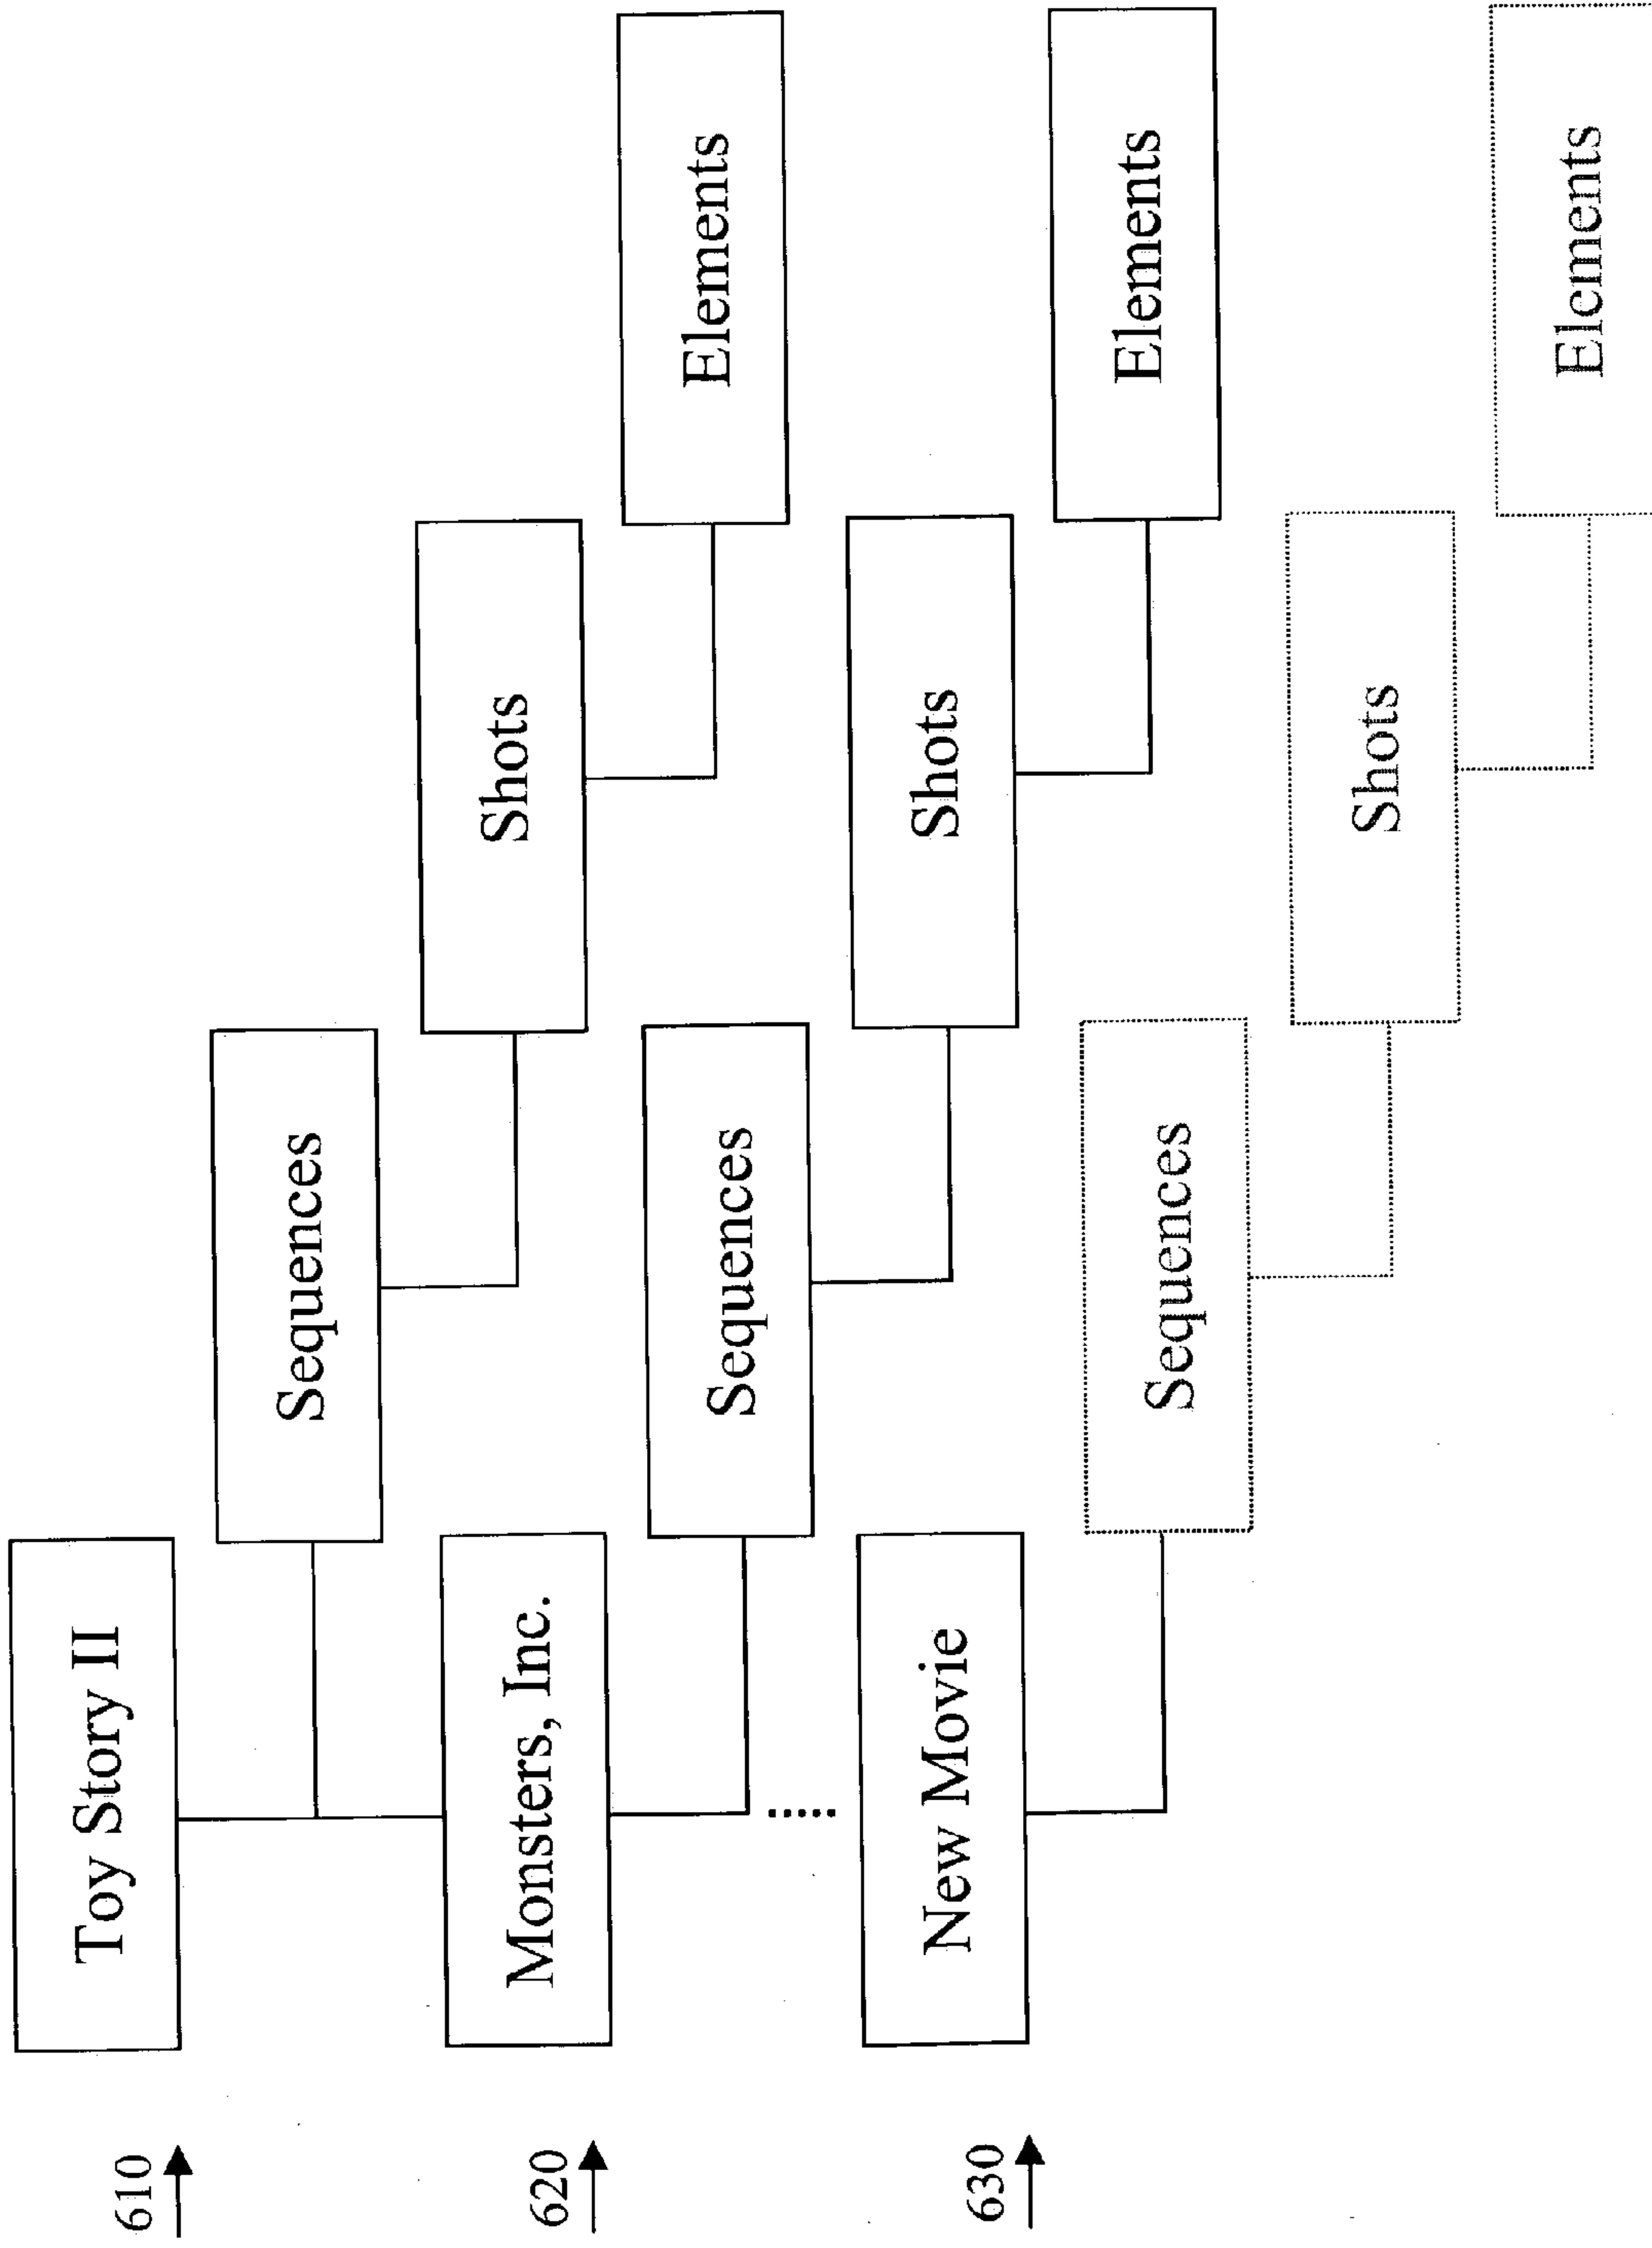 610
Toy Story II
Sequences
Shots
Elements
620
Monsters, Inc.
Sequences
Shots
Elements
630
New Movie
Sequences
Shots
Elements